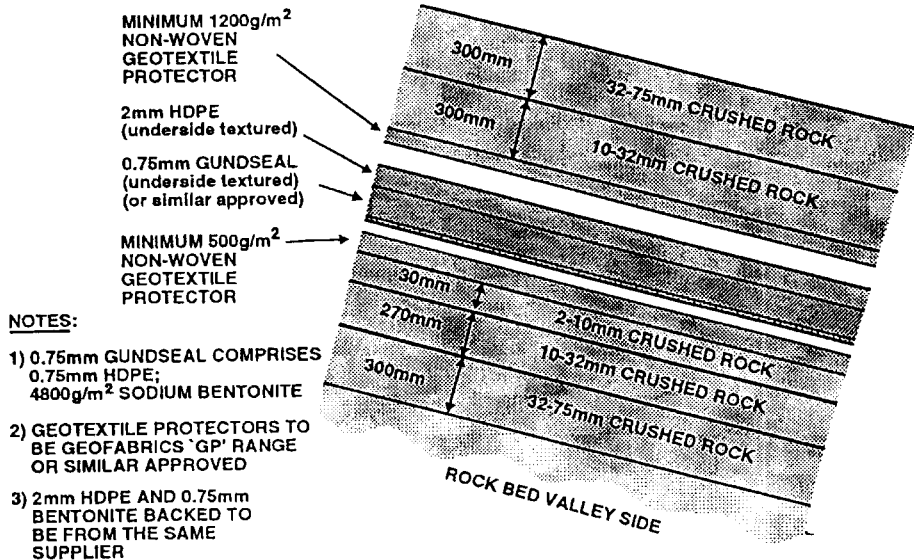 MINIMUM 1200g/m²
NON-WOVEN
GEOTEXTILE
PROTECTOR
2mm HDPE
(underside textured)
0.75mm GUNDSEAL
(underside textured)
(or similar approved)
MINIMUM 500g/m²
NON-WOVEN
GEOTEXTILE
PROTECTOR
300mm
32-75mm CRUSHED ROCK
300mm
10-32mm CRUSHED ROCK
30mm
2-10mm CRUSHED ROCK
270mm
10-32mm CRUSHED ROCK
300mm
32-75mm CRUSHED ROCK
ROCK BED VALLEY SIDE
NOTES:
1) 0.75mm GUNDSEAL COMPRISES
0.75mm HDPE;
4800g/m² SODIUM BENTONITE
2) GEOTEXTILE PROTECTORS TO
BE GEOFABRICS `GP' RANGE
OR SIMILAR APPROVED
3) 2mm HDPE AND 0.75mm
BENTONITE BACKED TO
BE FROM THE SAME
SUPPLIER